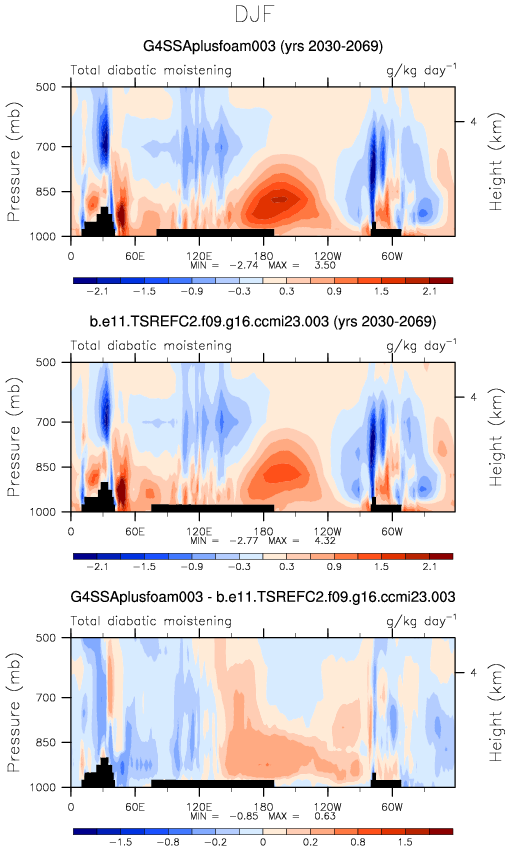 DJF
G4SSAplusfoam003 (yrs 2030-2069)
Total diabatic moistening g/kg day⁻¹
Pressure (mb)
Height (km)
500
700
850
1000
4
0 60E 120E 180 120W 60W
MIN = -2.74 MAX = 3.50
-2.1 -1.5 -0.9 -0.3 0.3 0.9 1.5 2.1
b.e11.TSREFC2.f09.g16.ccmi23.003 (yrs 2030-2069)
Total diabatic moistening g/kg day⁻¹
Pressure (mb)
Height (km)
500
700
850
1000
4
0 60E 120E 180 120W 60W
MIN = -2.77 MAX = 4.32
-2.1 -1.5 -0.9 -0.3 0.3 0.9 1.5 2.1
G4SSAplusfoam003 - b.e11.TSREFC2.f09.g16.ccmi23.003
Total diabatic moistening g/kg day⁻¹
Pressure (mb)
Height (km)
500
700
850
1000
4
0 60E 120E 180 120W 60W
MIN = -0.85 MAX = 0.63
-1.5 -0.8 -0.2 0 0.2 0.8 1.5